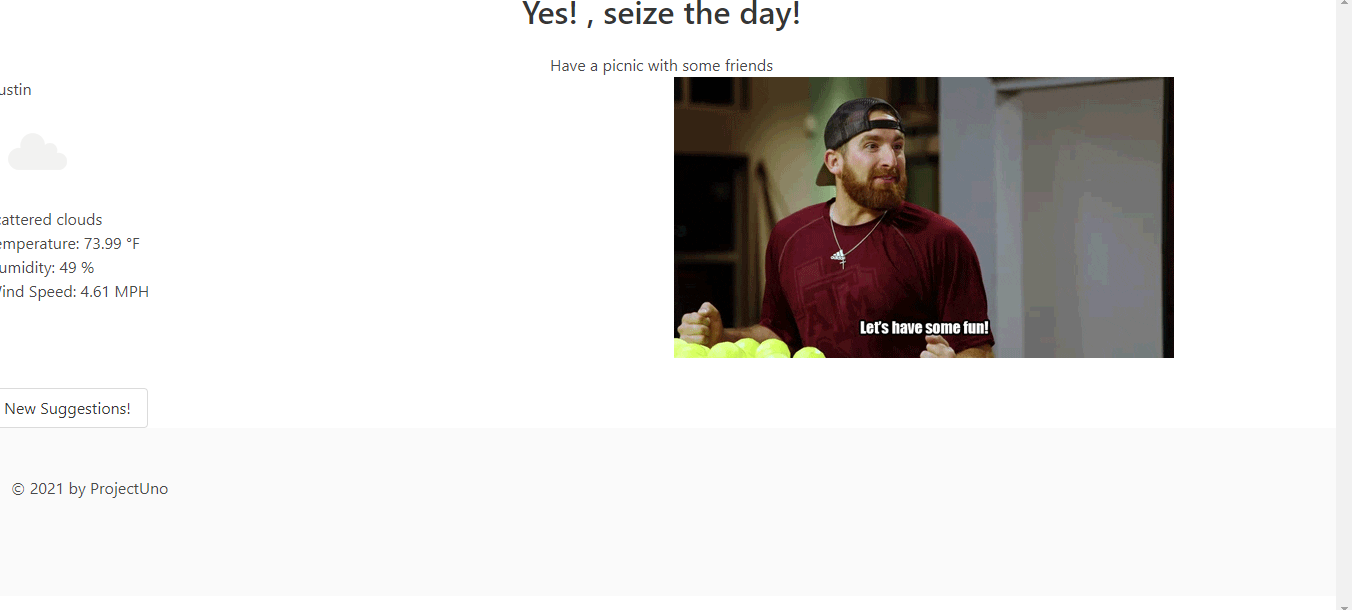 Yes! , seize the day!
Have a picnic with some friends
ustin
cattered clouds
emperature: 73.99 °F
umidity: 49 %
Wind Speed: 4.61 MPH
Let's have some fun!
New Suggestions!
© 2021 by ProjectUno